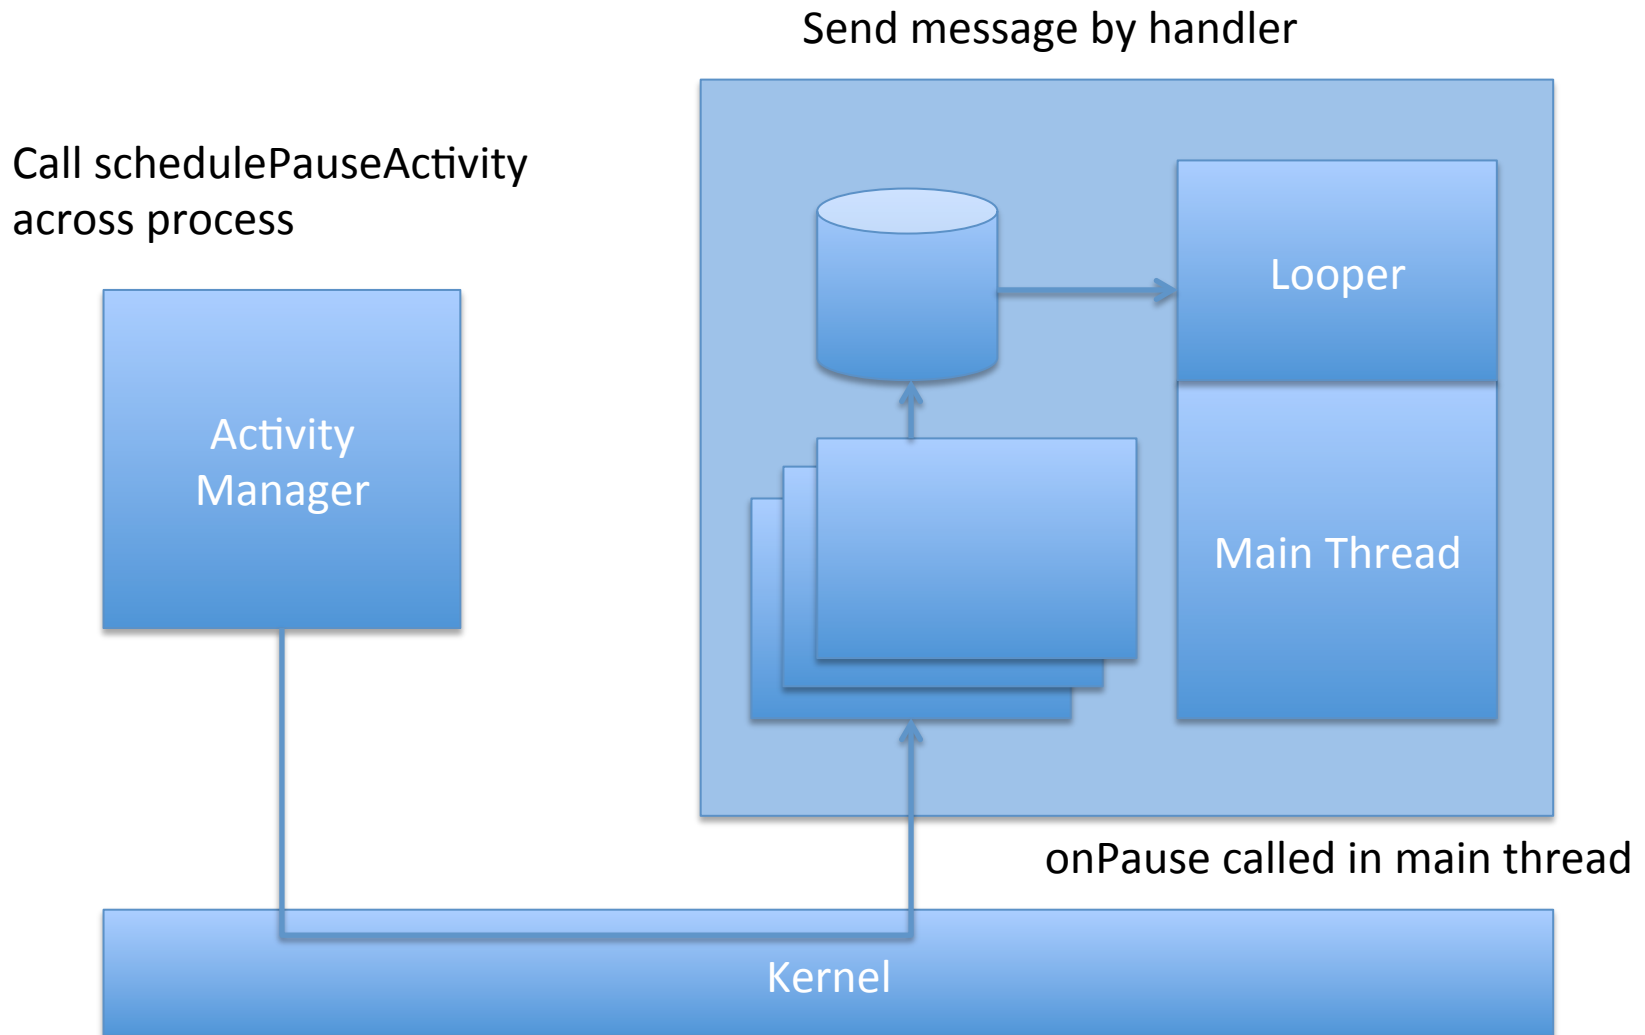 Send message by handler
Call schedulePauseActivity
across process
Looper
Activity
Manager
Main Thread
onPause called in main thread
Kernel